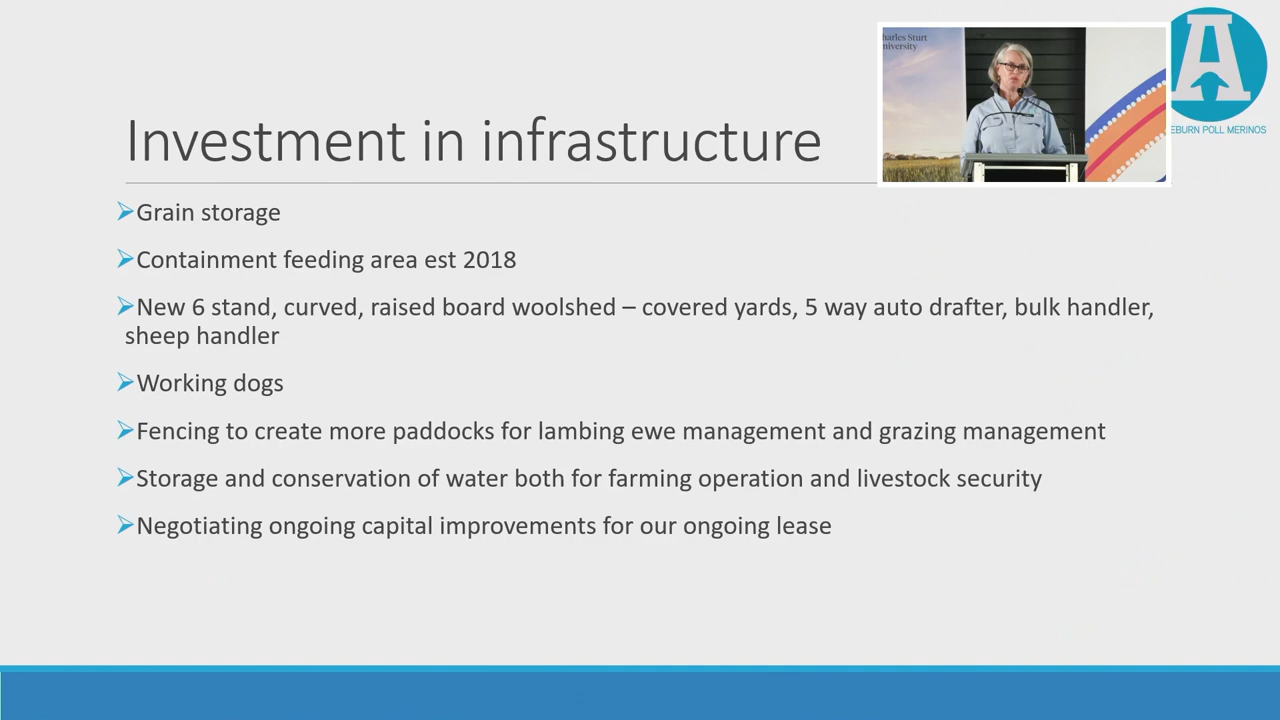 harles Sturt
niversity
A
EBURN POLL MERINOS
Investment in infrastructure
Grain storage
Containment feeding area est 2018
New 6 stand, curved, raised board woolshed – covered yards, 5 way auto drafter, bulk handler,
sheep handler
Working dogs
Fencing to create more paddocks for lambing ewe management and grazing management
Storage and conservation of water both for farming operation and livestock security
Negotiating ongoing capital improvements for our ongoing lease